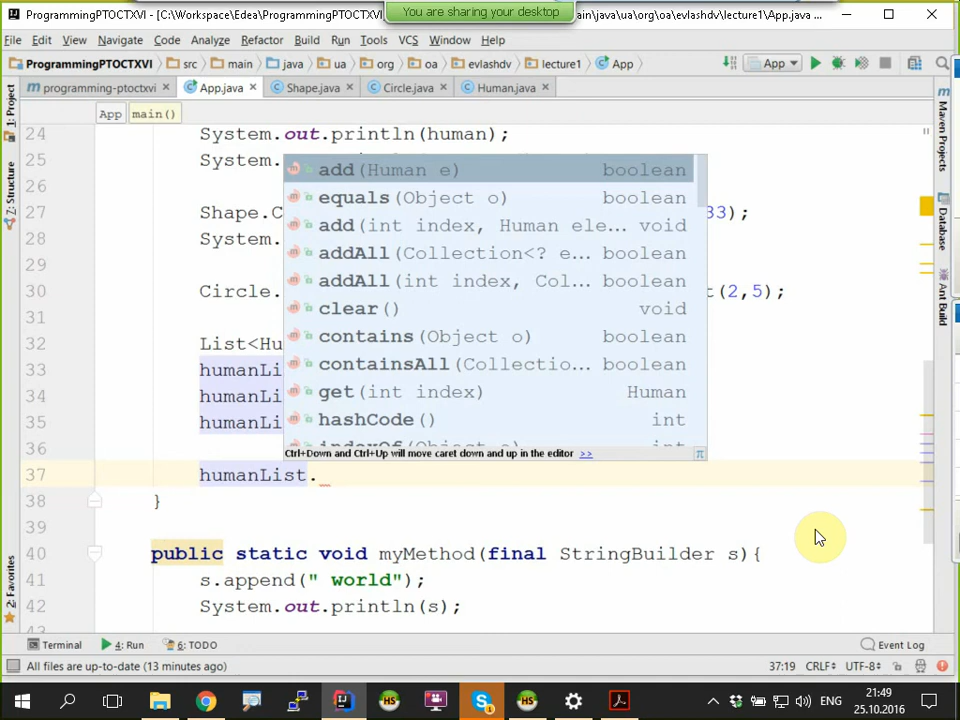 ProgrammingPTOCTXVI - [C:\Workspace\Edea\ProgrammingPTOCTXVI
You are sharing your desktop
ain/java/ua/org/oa/evlashdv/lecture1\App.java ...
File Edit View Navigate Code Analyze Refactor Build Run Tools VCS Window Help
ProgrammingPTOCTXVI src main java ua org oa evlashdv lecture1 App App
programming-ptoctxvi App.java Shape.java Circle.java Human.java
App main()
1: Project
7: Structure
2: Favorites
Maven Projects
Database
Ant Build
24 System.out.println(human);
25 System.
add(Human e) boolean
26
equals(Object o) boolean
27 Shape.C 33);
add(int index, Human ele... void
28 System.
addAll(Collection<? e... boolean
29
addAll(int index, Col... boolean
30 Circle. t(2,5);
clear() void
31
contains(Object o) boolean
32 List<Hu
containsAll(Collectio... boolean
33 humanLi
get(int index) Human
34 humanLi
hashCode() int
35 humanLi
indexOf(Object o) int
36
Ctrl+Down and Ctrl+Up will move caret down and up in the editor >> π
37 humanList.
38 }
39
40 public static void myMethod(final StringBuilder s){
41 s.append(" world");
42 System.out.println(s);
Terminal 4: Run 6: TODO Event Log
All files are up-to-date (13 minutes ago) 37:19 CRLF UTF-8
ENG
21:49
25.10.2016